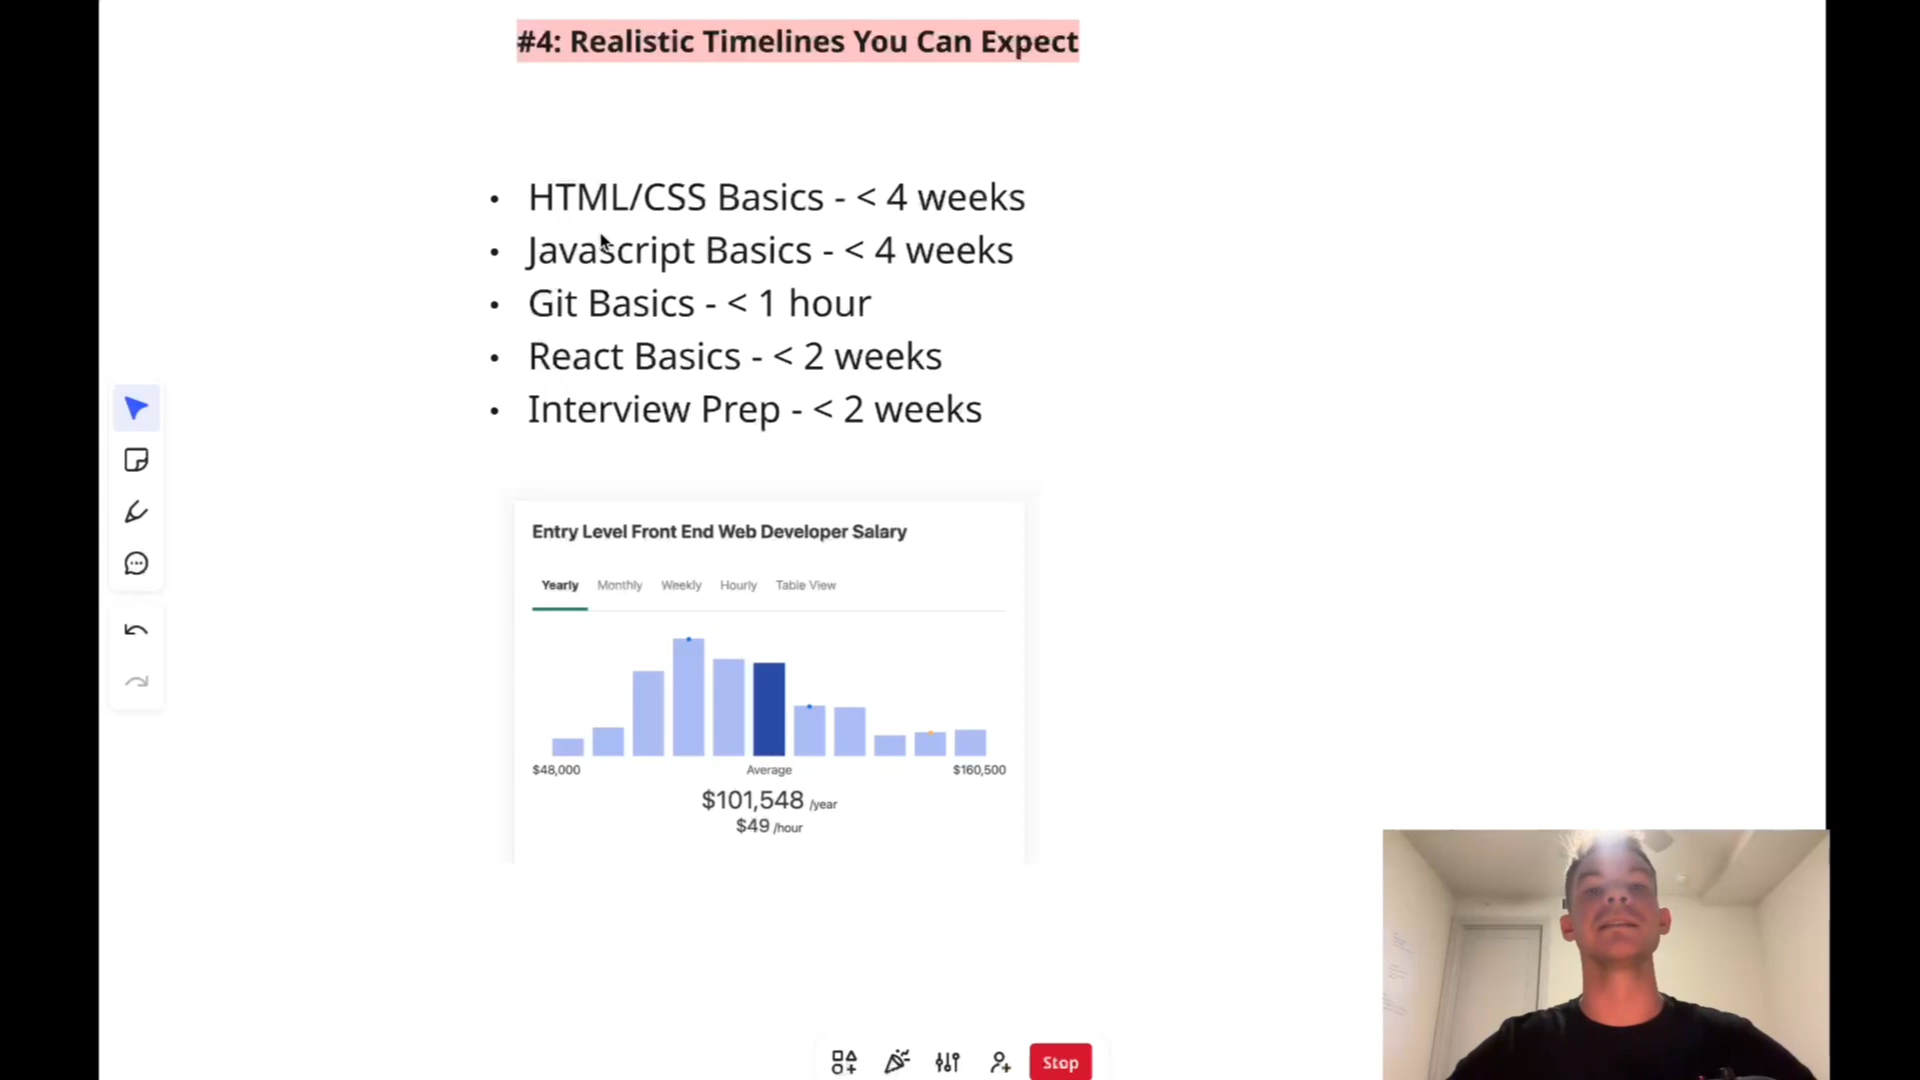 #4: Realistic Timelines You Can Expect
• HTML/CSS Basics - < 4 weeks
• Javascript Basics - < 4 weeks
• Git Basics - < 1 hour
• React Basics - < 2 weeks
• Interview Prep - < 2 weeks
Entry Level Front End Web Developer Salary
Yearly Monthly Weekly Hourly Table View
$48,000 Average $160,500
$101,548 /year
$49 /hour
Stop